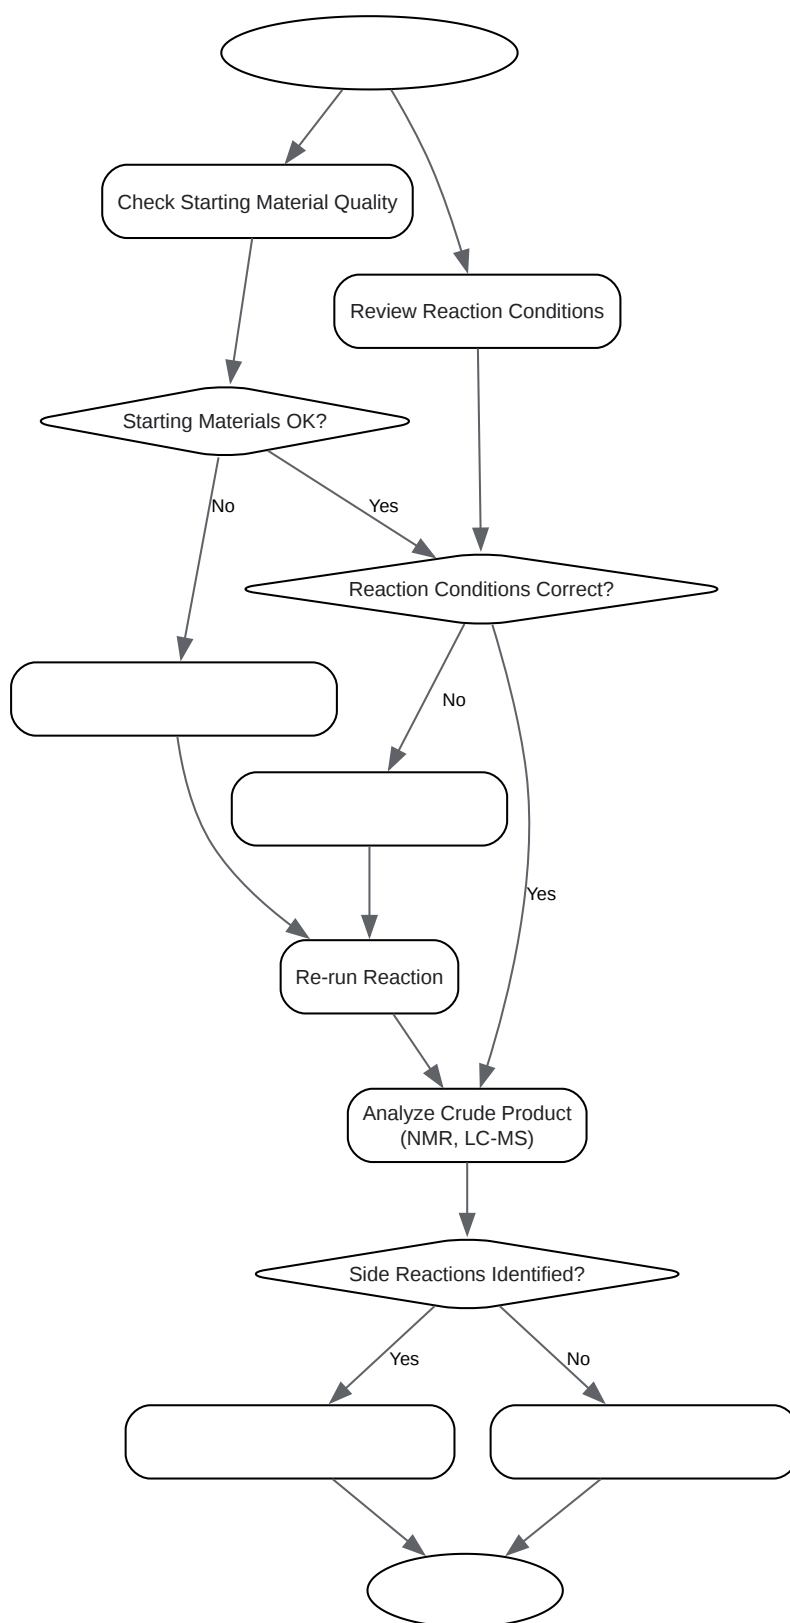 Check Starting Material Quality
Review Reaction Conditions
Starting Materials OK?
No
Yes
Reaction Conditions Correct?
No
Yes
Re-run Reaction
Analyze Crude Product
(NMR, LC-MS)
Side Reactions Identified?
Yes
No